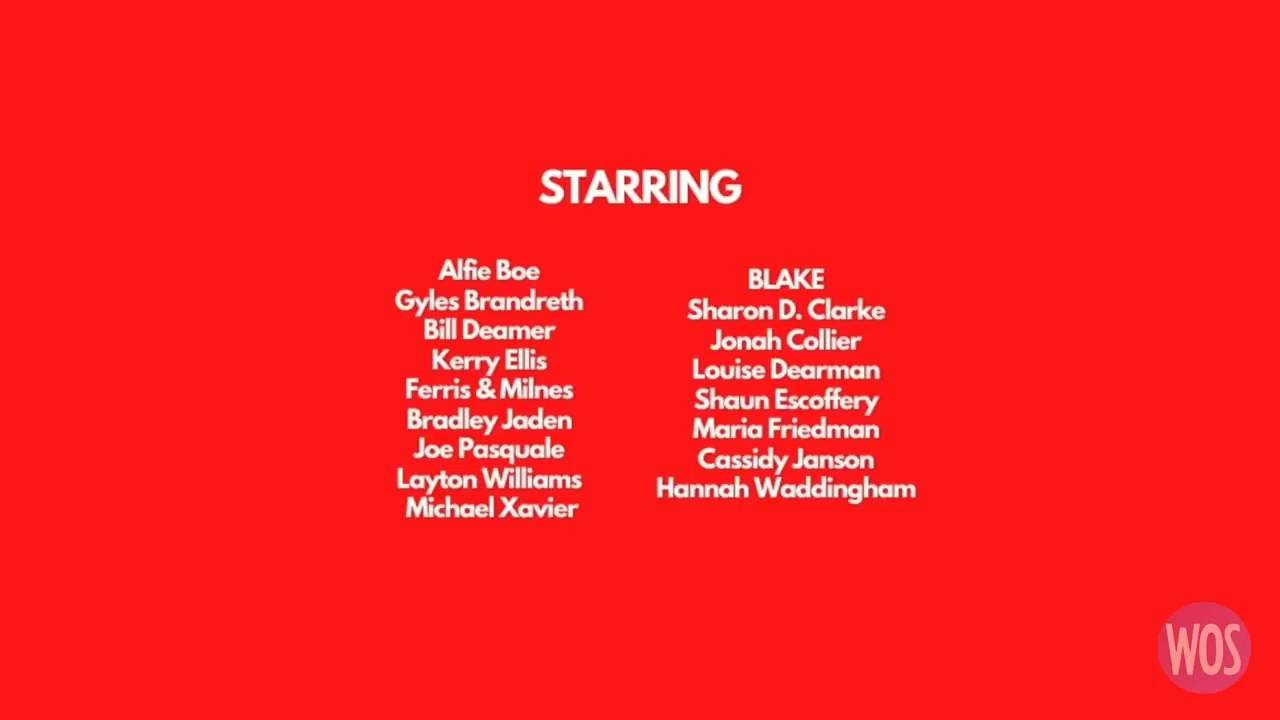 STARRING
Alfie Boe
Gyles Brandreth
Bill Deamer
Kerry Ellis
Ferris & Milnes
Bradley Jaden
Joe Pasquale
Layton Williams
Michael Xavier
BLAKE
Sharon D. Clarke
Jonah Collier
Louise Dearman
Shaun Escoffery
Maria Friedman
Cassidy Janson
Hannah Waddingham
WOS